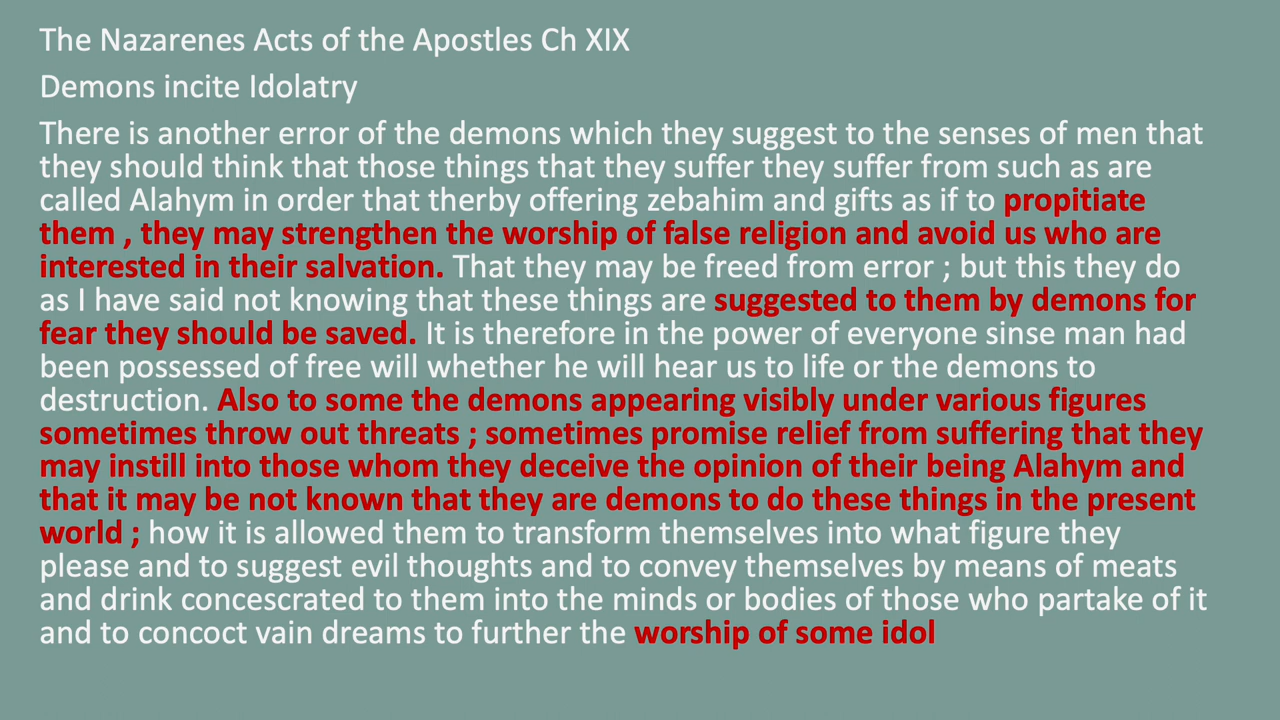 The Nazarenes Acts of the Apostles Ch XIX
Demons incite Idolatry
There is another error of the demons which they suggest to the senses of men that
they should think that those things that they suffer they suffer from such as are
called Alahym in order that therby offering zebahim and gifts as if to propitiate
them , they may strengthen the worship of false religion and avoid us who are
interested in their salvation. That they may be freed from error ; but this they do
as I have said not knowing that these things are suggested to them by demons for
fear they should be saved. It is therefore in the power of everyone sinse man had
been possessed of free will whether he will hear us to life or the demons to
destruction. Also to some the demons appearing visibly under various figures
sometimes throw out threats ; sometimes promise relief from suffering that they
may instill into those whom they deceive the opinion of their being Alahym and
that it may be not known that they are demons to do these things in the present
world ; how it is allowed them to transform themselves into what figure they
please and to suggest evil thoughts and to convey themselves by means of meats
and drink concescrated to them into the minds or bodies of those who partake of it
and to concoct vain dreams to further the worship of some idol